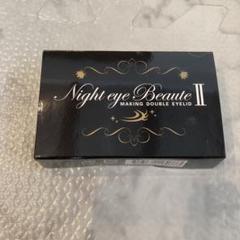 Night eye Beaute II
MAKING DOUBLE EYELID